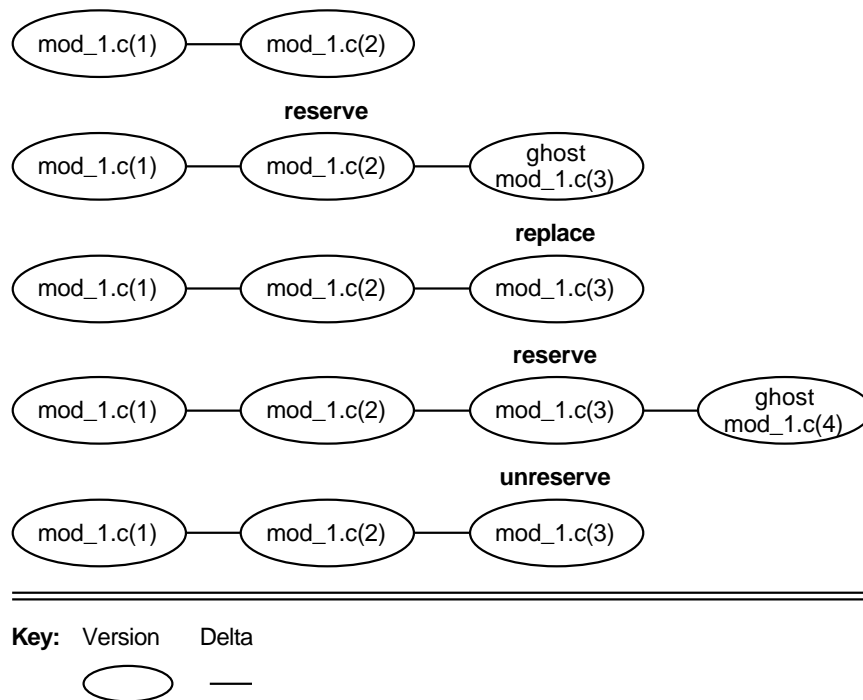 mod_1.c(1) mod_1.c(2)
reserve
mod_1.c(1) mod_1.c(2) ghost
mod_1.c(3)
replace
mod_1.c(1) mod_1.c(2) mod_1.c(3)
reserve
mod_1.c(1) mod_1.c(2) mod_1.c(3) ghost
mod_1.c(4)
unreserve
mod_1.c(1) mod_1.c(2) mod_1.c(3)
Key: Version Delta